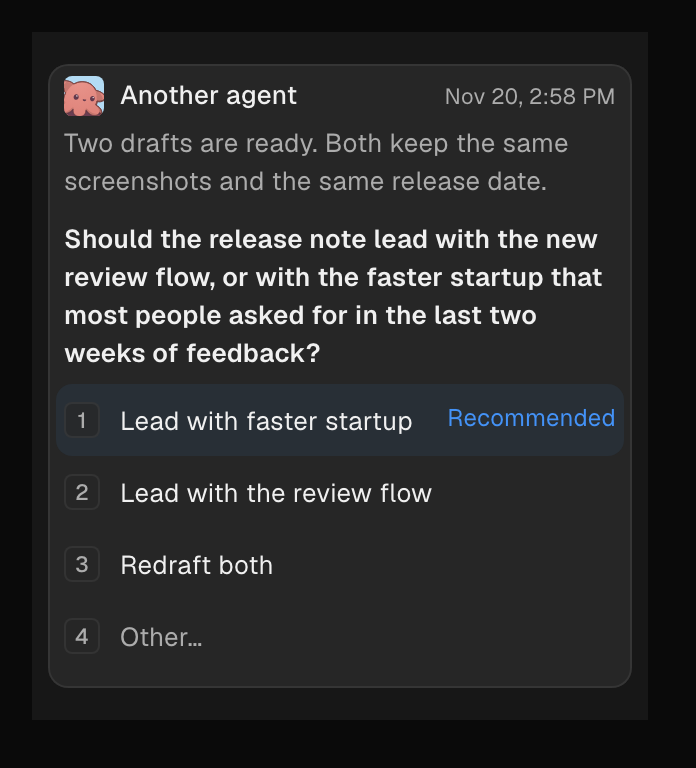 Another agent
Nov 20, 2:58 PM
Two drafts are ready. Both keep the same
screenshots and the same release date.
Should the release note lead with the new
review flow, or with the faster startup that
most people asked for in the last two
weeks of feedback?
1 Lead with faster startup Recommended
2 Lead with the review flow
3 Redraft both
4 Other…